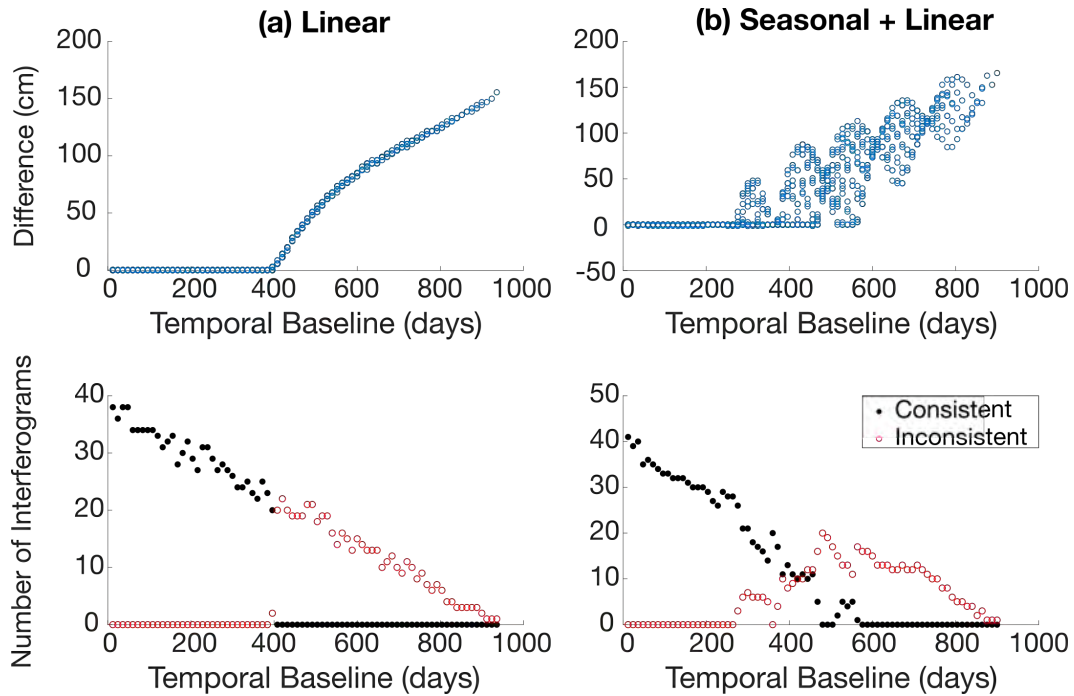 (a) Linear
(b) Seasonal + Linear
Difference (cm)
200
150
100
50
0
0 200 400 600 800 1000
Temporal Baseline (days)
200
150
100
50
0
-50
0 200 400 600 800 1000
Temporal Baseline (days)
Number of Interferograms
40
30
20
10
0
0 200 400 600 800 1000
Temporal Baseline (days)
50
40
30
20
10
0
Consistent
Inconsistent
0 200 400 600 800 1000
Temporal Baseline (days)